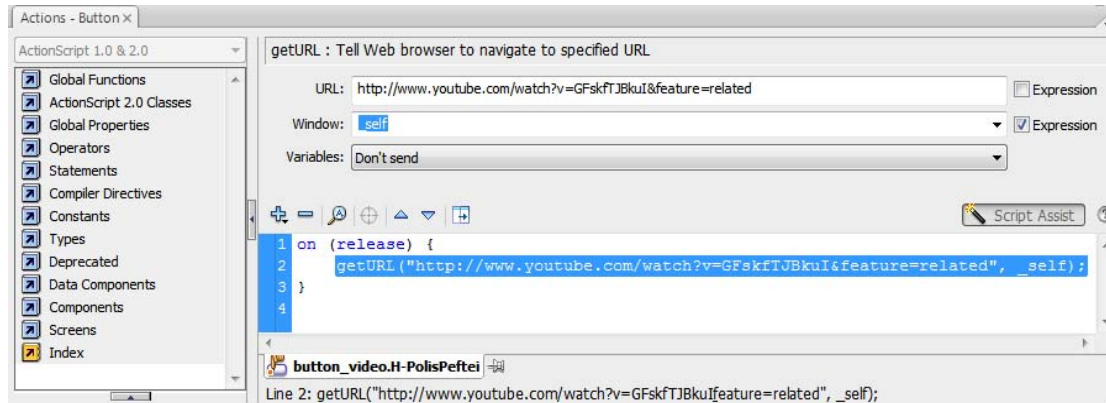 Actions - Button ×
ActionScript 1.0 & 2.0
Global Functions
ActionScript 2.0 Classes
Global Properties
Operators
Statements
Compiler Directives
Constants
Types
Deprecated
Data Components
Components
Screens
Index
getURL : Tell Web browser to navigate to specified URL
URL: http://www.youtube.com/watch?v=GFskfTJBkuI&feature=related Expression
Window: _self Expression
Variables: Don't send
Script Assist
1 on (release) {
2 getURL("http://www.youtube.com/watch?v=GFskfTJBkuI&feature=related", _self);
3 }
4
button_video.H-PolisPeftei
Line 2: getURL("http://www.youtube.com/watch?v=GFskfTJBkuIfeature=related", _self);